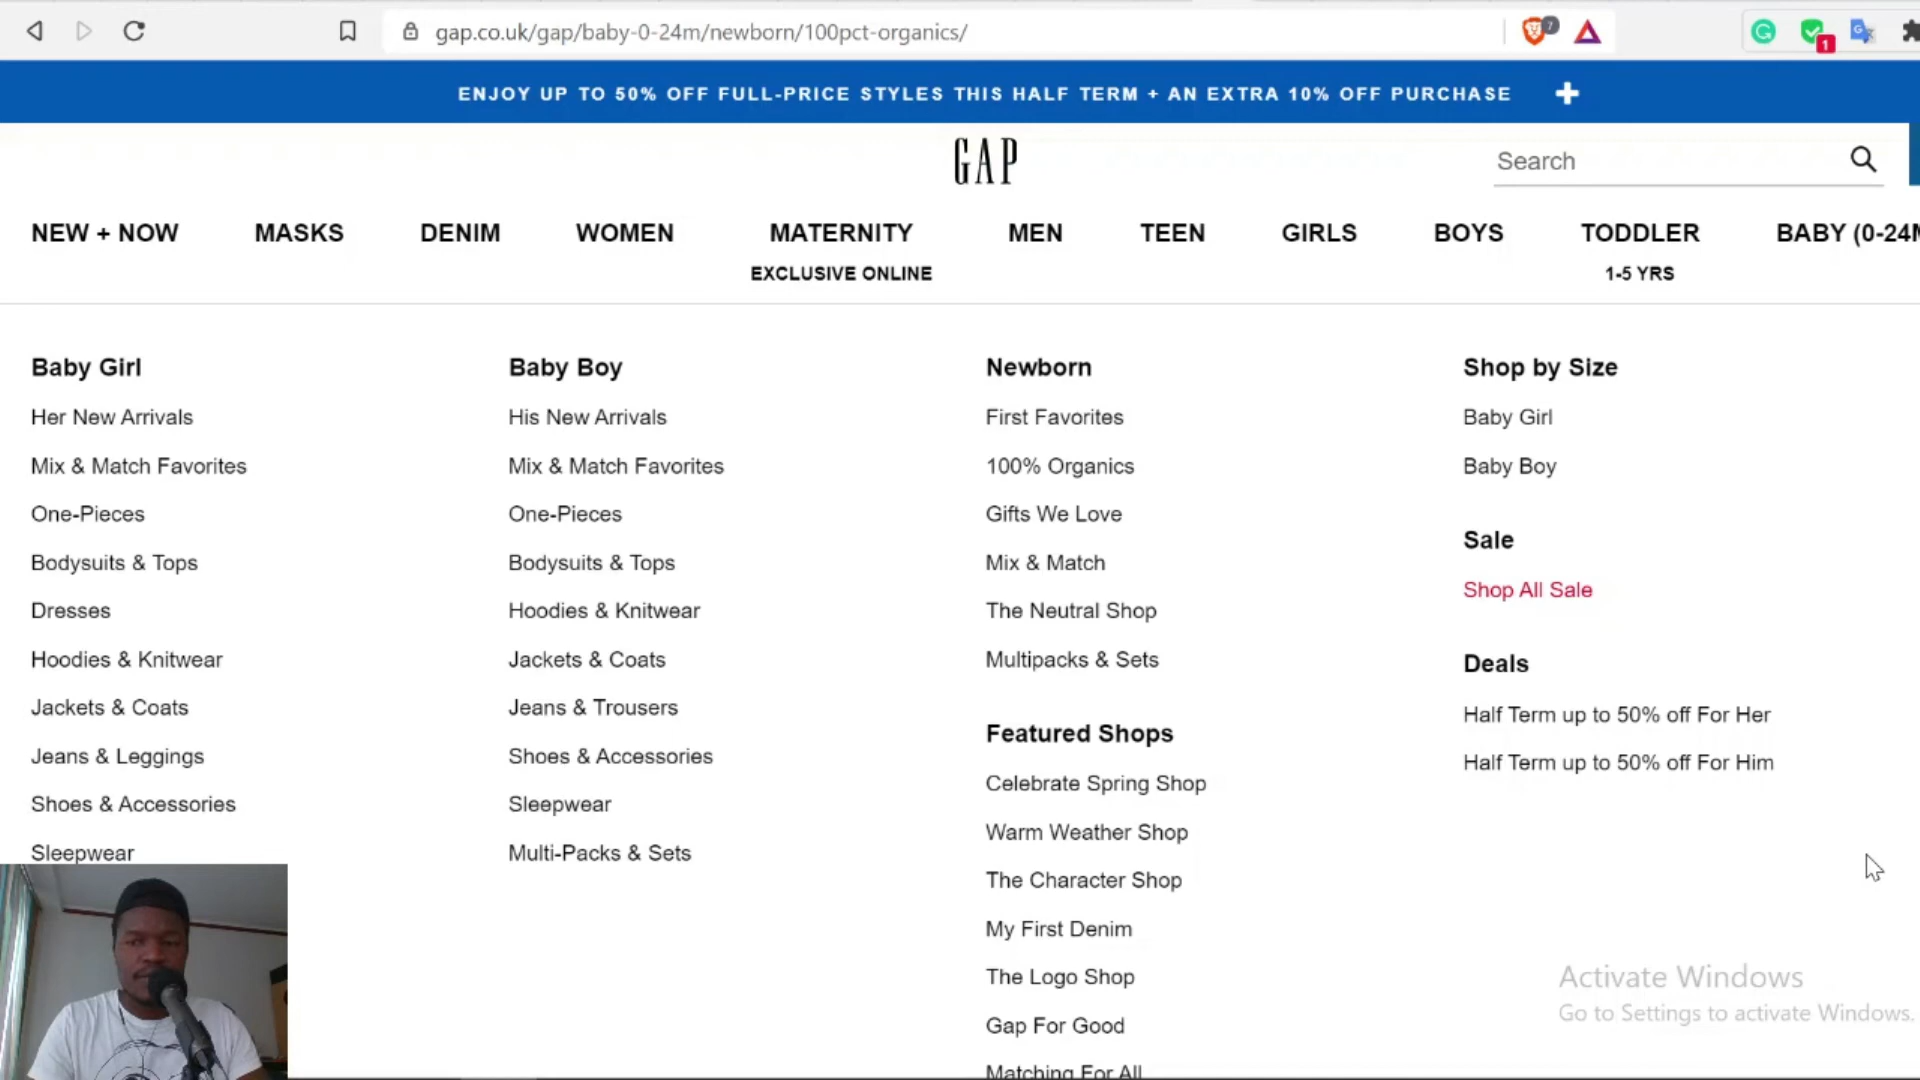 gap.co.uk/gap/baby-0-24m/newborn/100pct-organics/
7
1
ENJOY UP TO 50% OFF FULL-PRICE STYLES THIS HALF TERM + AN EXTRA 10% OFF PURCHASE
GAP
Search
NEW + NOW MASKS DENIM WOMEN MATERNITY MEN TEEN GIRLS BOYS TODDLER BABY (0-24M
EXCLUSIVE ONLINE 1-5 YRS
Baby Girl
Her New Arrivals
Mix & Match Favorites
One-Pieces
Bodysuits & Tops
Dresses
Hoodies & Knitwear
Jackets & Coats
Jeans & Leggings
Shoes & Accessories
Sleepwear
Baby Boy
His New Arrivals
Mix & Match Favorites
One-Pieces
Bodysuits & Tops
Hoodies & Knitwear
Jackets & Coats
Jeans & Trousers
Shoes & Accessories
Sleepwear
Multi-Packs & Sets
Newborn
First Favorites
100% Organics
Gifts We Love
Mix & Match
The Neutral Shop
Multipacks & Sets
Featured Shops
Celebrate Spring Shop
Warm Weather Shop
The Character Shop
My First Denim
The Logo Shop
Gap For Good
Matching For All
Shop by Size
Baby Girl
Baby Boy
Sale
Shop All Sale
Deals
Half Term up to 50% off For Her
Half Term up to 50% off For Him
Activate Windows
Go to Settings to activate Windows.